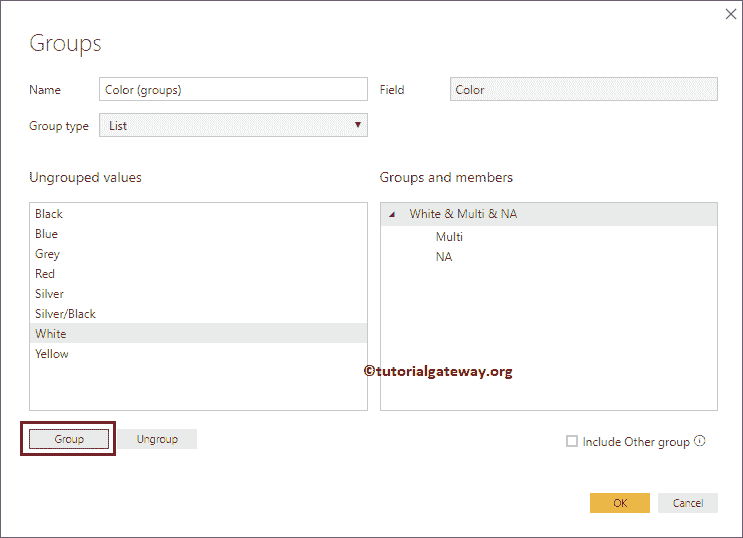 Groups
Name Color (groups) Field Color
Group type List
Ungrouped values
Black
Blue
Grey
Red
Silver
Silver/Black
White
Yellow
Groups and members
White & Multi & NA
Multi
NA
©tutorialgateway.org
Group Ungroup
Include Other group
OK Cancel